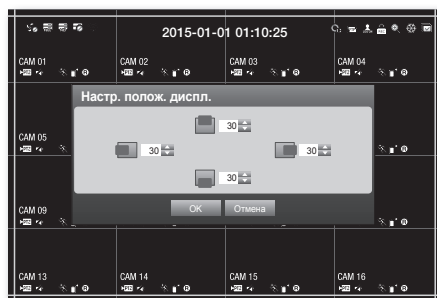 2015-01-01 01:10:25
CAM 01 CAM 02 CAM 03 CAM 04
Настр. полож. диспл.
30
CAM 05
30 30
30
CAM 09
OK Отмена
CAM 13 CAM 14 CAM 15 CAM 16